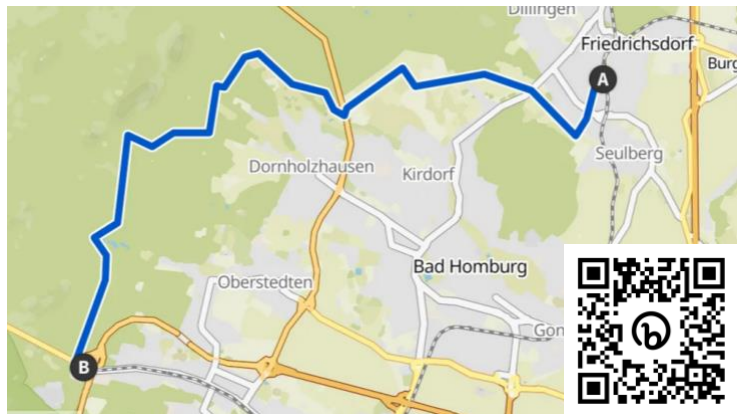 Dillingen
Friedrichsdorf
Burg
A
Seulberg
Dornholzhausen
Kirdorf
Bad Homburg
Oberstedten
Gon
B
b